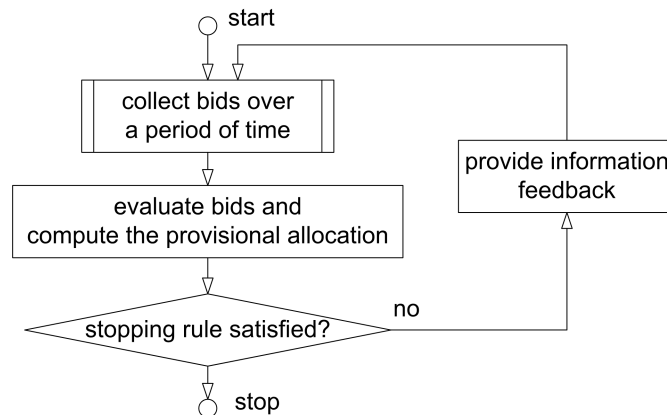 start
collect bids over
a period of time
provide information
feedback
evaluate bids and
compute the provisional allocation
no
stopping rule satisfied?
stop